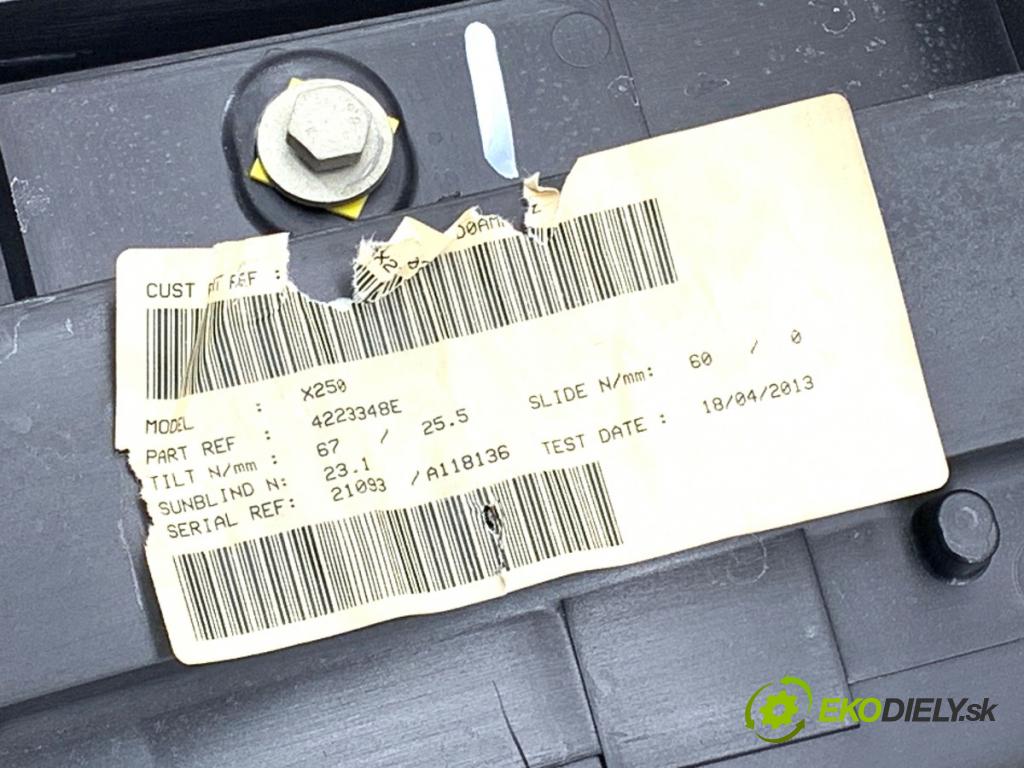 CUST REF :
MODEL : X250
PART REF : 4223348E
TILT N/mm : 67 / 25.5 SLIDE N/mm: 60 / 0
SUNBLIND N: 23.1
SERIAL REF: 21093 /A118136 TEST DATE : 18/04/2013
EKODIELY.sk